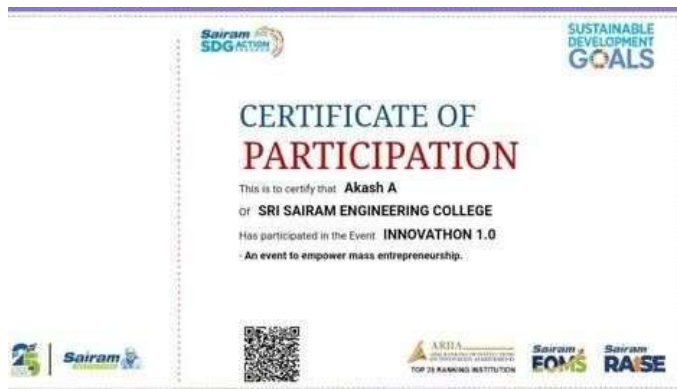 Sairam
SDG ACTION
SUSTAINABLE
DEVELOPMENT
GOALS
CERTIFICATE OF
PARTICIPATION
This is to certify that Akash A
Of SRI SAIRAM ENGINEERING COLLEGE
Has participated in the Event INNOVATHON 1.0
- An event to empower mass entrepreneurship.
25
Sairam
ARIIA
TOP 25 RANKING INSTITUTION
Sairam
EOMS
Sairam
RAISE